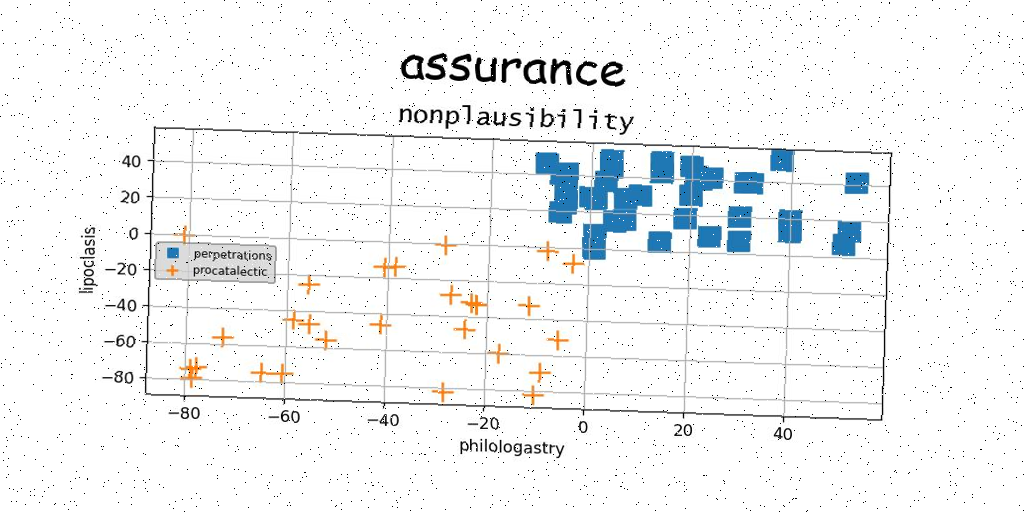 assurance
nonplausibility
40
20
0
−20
−40
−60
−80
lipoclasis
perpetrations
procatalectic
−80 −60 −40 −20 0 20 40
philologastry